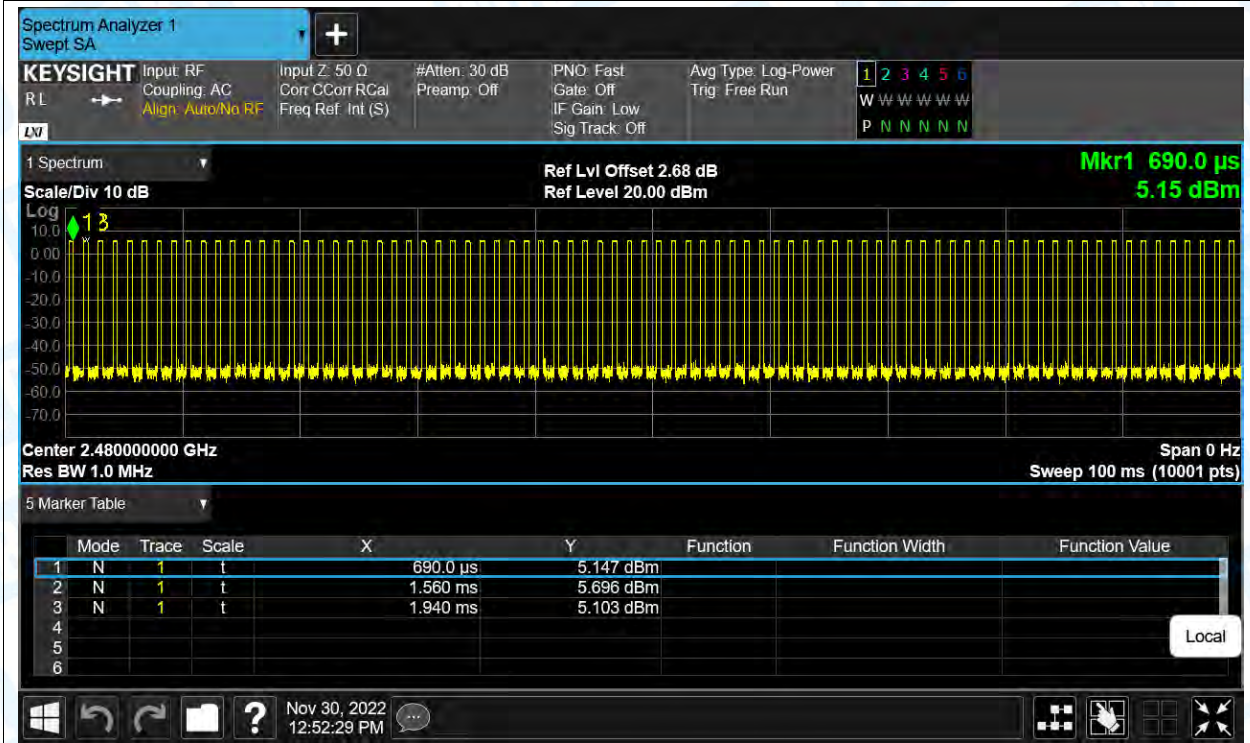 Spectrum Analyzer 1
Swept SA
+
KEYSIGHT Input: RF Input Z: 50 Ω #Atten: 30 dB PNO: Fast Avg Type: Log-Power 1 2 3 4 5 6
R L Coupling: AC Corr CCorr RCal Preamp: Off Gate: Off Trig: Free Run W W W W W W
Align: Auto/No RF Freq Ref: Int (S) IF Gain: Low
LXI Sig Track: Off P N N N N N
1 Spectrum Ref Lvl Offset 2.68 dB Mkr1 690.0 µs
Scale/Div 10 dB Ref Level 20.00 dBm 5.15 dBm
Log
1 3
10.0
0.00
-10.0
-20.0
-30.0
-40.0
-50.0
-60.0
-70.0
Center 2.480000000 GHz Span 0 Hz
Res BW 1.0 MHz Sweep 100 ms (10001 pts)
5 Marker Table
Mode Trace Scale X Y Function Function Width Function Value
1 N 1 t 690.0 µs 5.147 dBm
2 N 1 t 1.560 ms 5.696 dBm
3 N 1 t 1.940 ms 5.103 dBm
4
5
6
Local
? Nov 30, 2022
12:52:29 PM